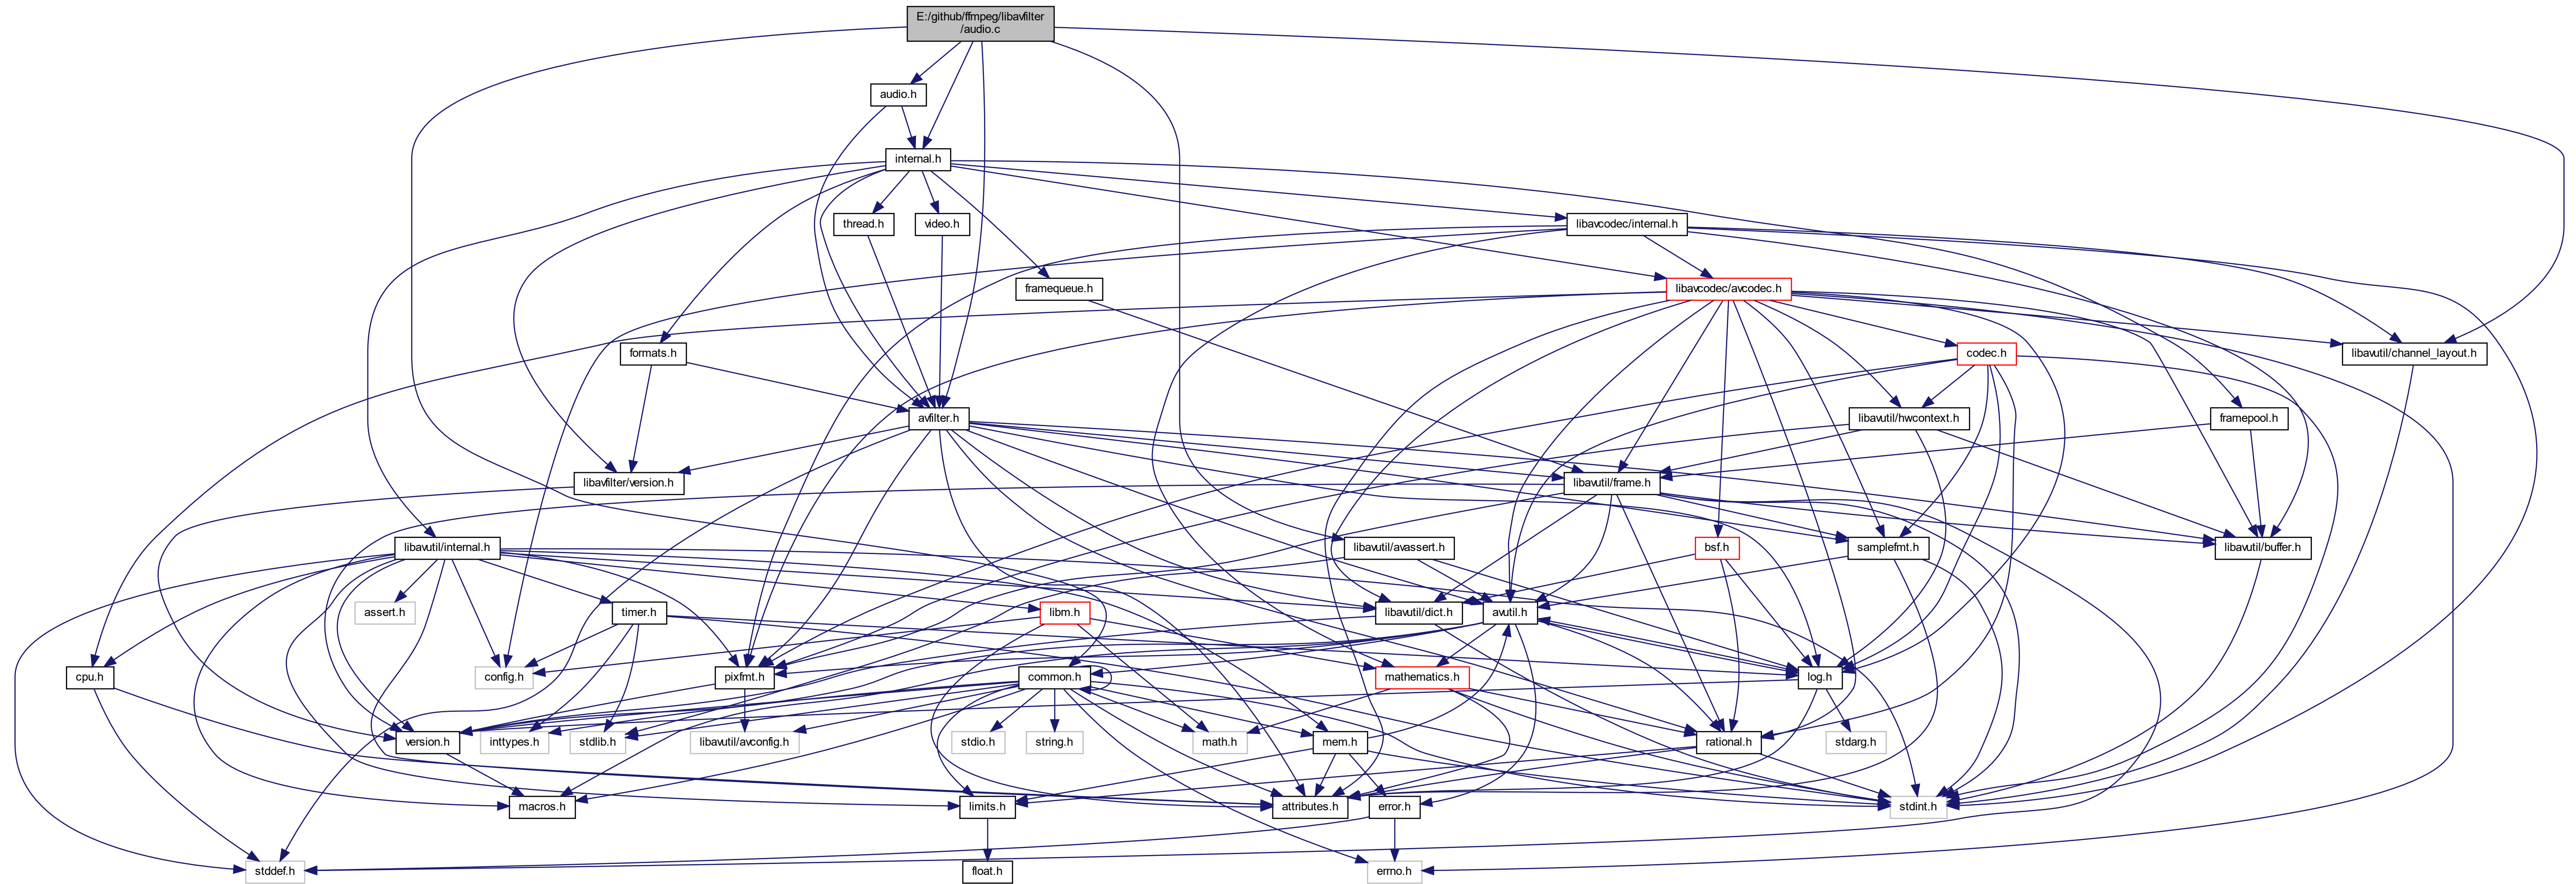 E:/github/ffmpeg/libavfilter
/audio.c
audio.h
internal.h
thread.h
video.h
libavcodec/internal.h
framequeue.h
libavcodec/avcodec.h
formats.h
codec.h
libavutil/channel_layout.h
avfilter.h
libavutil/hwcontext.h
framepool.h
libavfilter/version.h
libavutil/frame.h
libavutil/internal.h
libavutil/avassert.h
bsf.h
samplefmt.h
libavutil/buffer.h
assert.h
timer.h
libm.h
libavutil/dict.h
avutil.h
cpu.h
config.h
pixfmt.h
common.h
mathematics.h
log.h
version.h
inttypes.h
stdlib.h
libavutil/avconfig.h
stdio.h
string.h
math.h
mem.h
rational.h
stdarg.h
macros.h
limits.h
attributes.h
error.h
stdint.h
stddef.h
float.h
errno.h